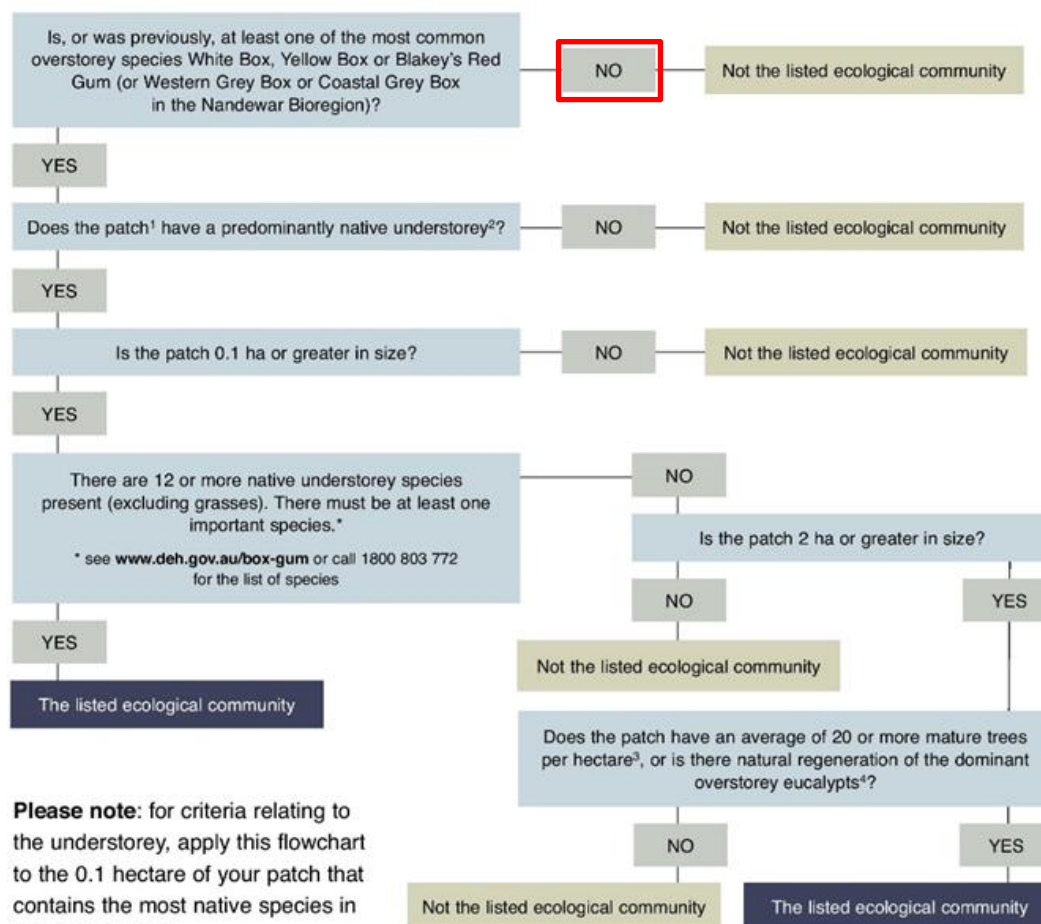 Is, or was previously, at least one of the most common
overstorey species White Box, Yellow Box or Blakey's Red
Gum (or Western Grey Box or Coastal Grey Box
in the Nandewar Bioregion)?
NO
Not the listed ecological community
YES
Does the patch¹ have a predominantly native understorey²?
NO
Not the listed ecological community
YES
Is the patch 0.1 ha or greater in size?
NO
Not the listed ecological community
YES
There are 12 or more native understorey species
present (excluding grasses). There must be at least one
important species.*
* see www.deh.gov.au/box-gum or call 1800 803 772
for the list of species
NO
Is the patch 2 ha or greater in size?
NO
YES
YES
Not the listed ecological community
The listed ecological community
Does the patch have an average of 20 or more mature trees
per hectare³, or is there natural regeneration of the dominant
overstorey eucalypts⁴?
NO
YES
Not the listed ecological community
The listed ecological community
Please note: for criteria relating to
the understorey, apply this flowchart
to the 0.1 hectare of your patch that
contains the most native species in